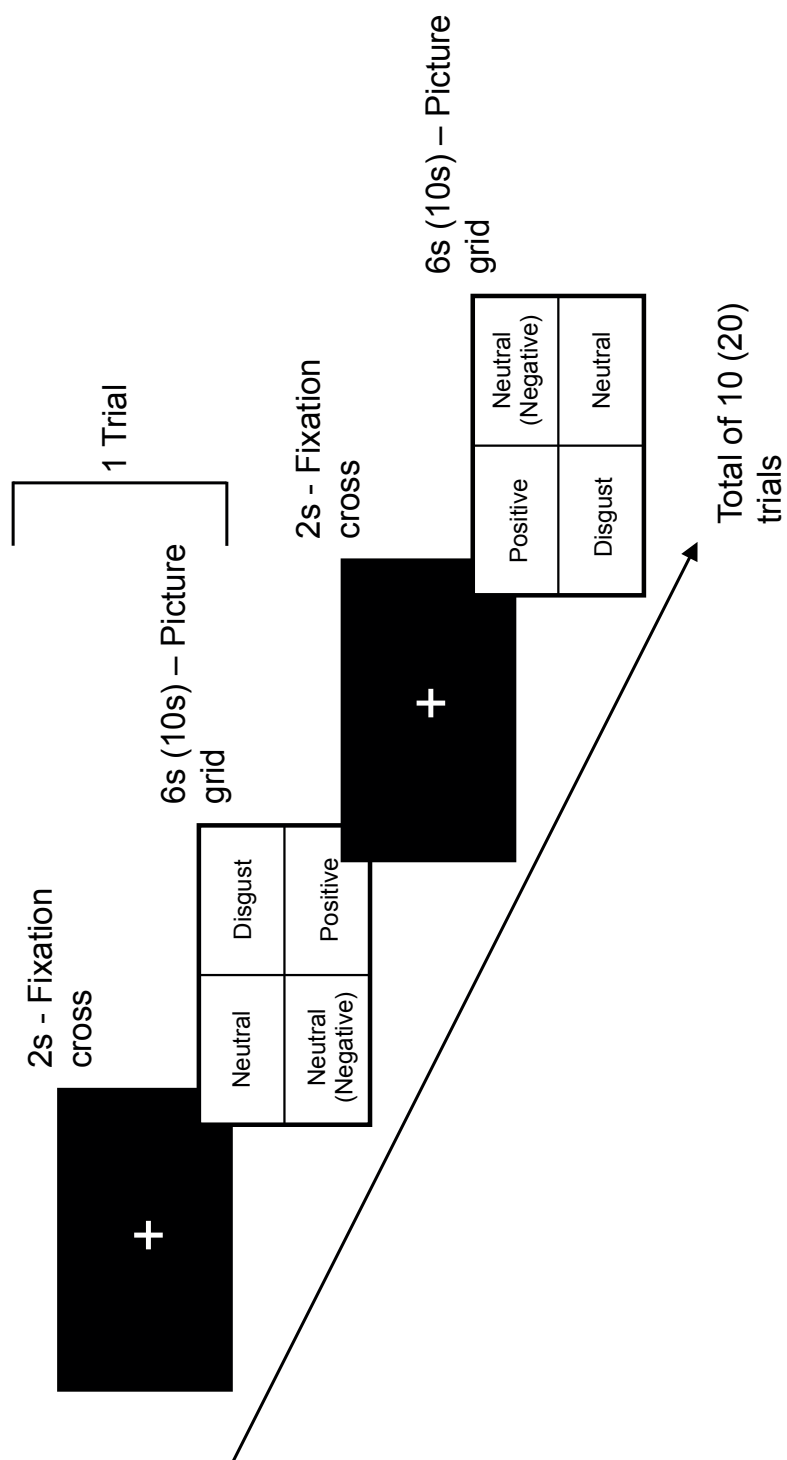 2s - Fixation
cross
6s (10s) – Picture
grid
1 Trial
Neutral
Disgust
Neutral
(Negative)
Positive
2s - Fixation
cross
6s (10s) – Picture
grid
Positive
Neutral
(Negative)
Disgust
Neutral
Total of 10 (20)
trials